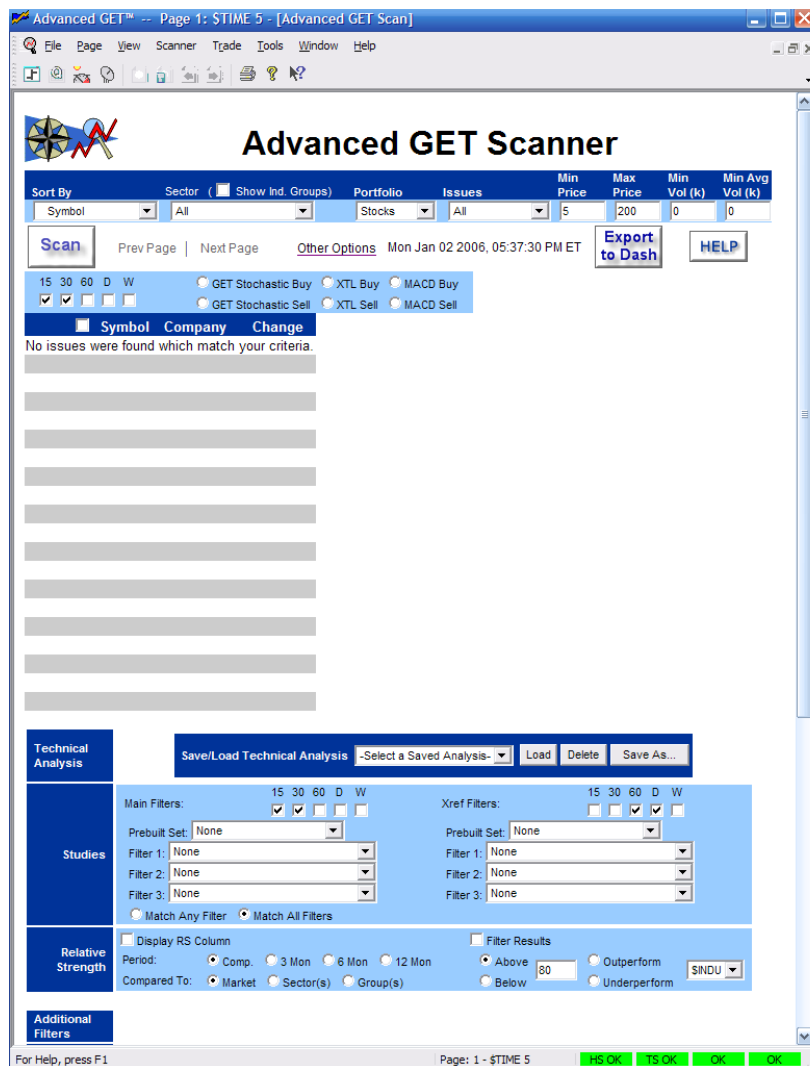 Advanced GET™ -- Page 1: $TIME 5 - [Advanced GET Scan]
File Page View Scanner Trade Tools Window Help
Advanced GET Scanner
Sort By Sector ( Show Ind. Groups) Portfolio Issues Min Price Max Price Min Vol (k) Min Avg Vol (k)
Symbol All Stocks All 5 200 0 0
Scan Prev Page | Next Page Other Options Mon Jan 02 2006, 05:37:30 PM ET Export to Dash HELP
15 30 60 D W GET Stochastic Buy XTL Buy MACD Buy
GET Stochastic Sell XTL Sell MACD Sell
Symbol Company Change
No issues were found which match your criteria.
Technical Analysis Save/Load Technical Analysis -Select a Saved Analysis- Load Delete Save As...
Studies
Main Filters: 15 30 60 D W Xref Filters: 15 30 60 D W
Prebuilt Set: None Prebuilt Set: None
Filter 1: None Filter 1: None
Filter 2: None Filter 2: None
Filter 3: None Filter 3: None
Match Any Filter Match All Filters
Relative Strength
Display RS Column Filter Results
Period: Comp. 3 Mon 6 Mon 12 Mon Above 80 Outperform $INDU
Compared To: Market Sector(s) Group(s) Below Underperform
Additional Filters
For Help, press F1 Page: 1 - $TIME 5 HS OK TS OK OK OK